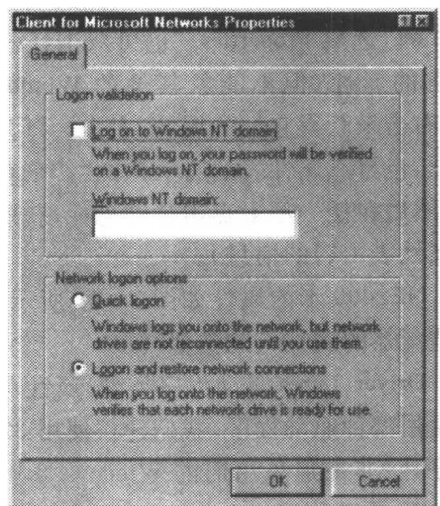 Client for Microsoft Networks Properties
General
Logon validation
Log on to Windows NT domain
When you log on, your password will be verified
on a Windows NT domain.
Windows NT domain:
Network logon options
Quick logon
Windows logs you onto the network, but network
drives are not reconnected until you use them.
Logon and restore network connections
When you log onto the network, Windows
verifies that each network drive is ready for use.
OK
Cancel